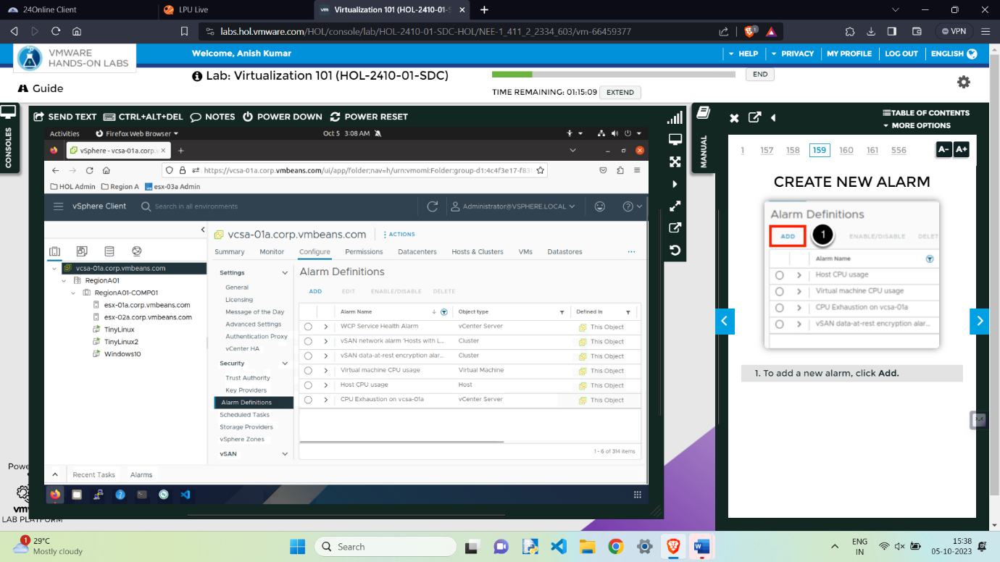 24Online Client
LPU Live
vm Virtualization 101 (HOL-2410-01-S
labs.hol.vmware.com/HOL/console/lab/HOL-2410-01-SDC-HOL/NEE-1_411_2_2334_603/vm-66459377
1
VPN
VMWARE
HANDS-ON LABS
Welcome, Anish Kumar
HELP
PRIVACY
MY PROFILE
LOG OUT
ENGLISH
Lab: Virtualization 101 (HOL-2410-01-SDC)
END
Guide
TIME REMAINING: 01:15:09
EXTEND
CONSOLES
SEND TEXT
CTRL+ALT+DEL
NOTES
POWER DOWN
POWER RESET
Activities
Firefox Web Browser
Oct 5 3:08 AM
vSphere - vcsa-01a.corp.v
https://vcsa-01a.corp.vmbeans.com/ui/app/folder;nav=h/urn:vmomi:Folder:group-d1:4c4f3e17-f83
HOL Admin
Region A
esx-03a Admin
vSphere Client
Search in all environments
Administrator@VSPHERE.LOCAL
vcsa-01a.corp.vmbeans.com
RegionA01
RegionA01-COMP01
esx-01a.corp.vmbeans.com
esx-02a.corp.vmbeans.com
TinyLinux
TinyLinux2
Windows10
vcsa-01a.corp.vmbeans.com
ACTIONS
Summary
Monitor
Configure
Permissions
Datacenters
Hosts & Clusters
VMs
Datastores
...
Settings
General
Licensing
Message of the Day
Advanced Settings
Authentication Proxy
vCenter HA
Security
Trust Authority
Key Providers
Alarm Definitions
Scheduled Tasks
Storage Providers
vSphere Zones
vSAN
Alarm Definitions
ADD
EDIT
ENABLE/DISABLE
DELETE
Alarm Name
Object type
Defined In
WCP Service Health Alarm
vCenter Server
This Object
vSAN network alarm 'Hosts with L...
Cluster
This Object
vSAN data-at-rest encryption alar...
Cluster
This Object
Virtual machine CPU usage
Virtual Machine
This Object
Host CPU usage
Host
This Object
CPU Exhaustion on vcsa-01a
vCenter Server
This Object
1 - 6 of 314 items
Recent Tasks
Alarms
MANUAL
TABLE OF CONTENTS
MORE OPTIONS
1
157
158
159
160
161
556
A-
A+
CREATE NEW ALARM
Alarm Definitions
ADD
1
ENABLE/DISABLE
DELET
Alarm Name
Host CPU usage
Virtual machine CPU usage
CPU Exhaustion on vcsa-01a
vSAN data-at-rest encryption alar...
1. To add a new alarm, click Add.
Powe
vmw
LAB PLATFORM
1
29°C
Mostly cloudy
Search
ENG
IN
15:38
05-10-2023